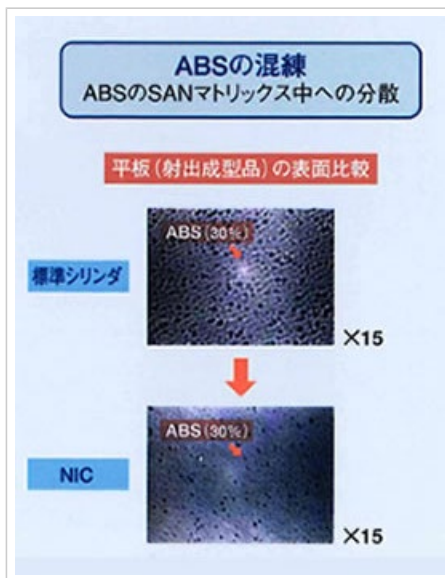 ABSの混練
ABSのSANマトリックス中への分散
平板(射出成型品)の表面比較
ABS(30%)
標準シリンダ
×15
ABS(30%)
NIC
×15